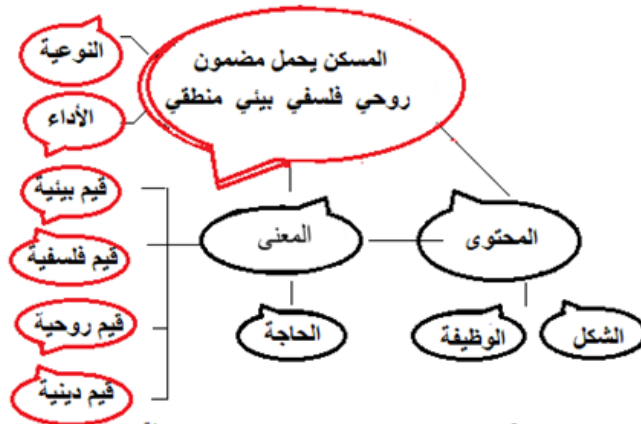 المسكن يحمل مضمون
روحي فلسفي بيئي منطقي
النوعية
الأداء
المحتوى
المعنى
قيم بيئية
قيم فلسفية
قيم روحية
قيم دينية
الشكل
الوظيفة
الحاجة